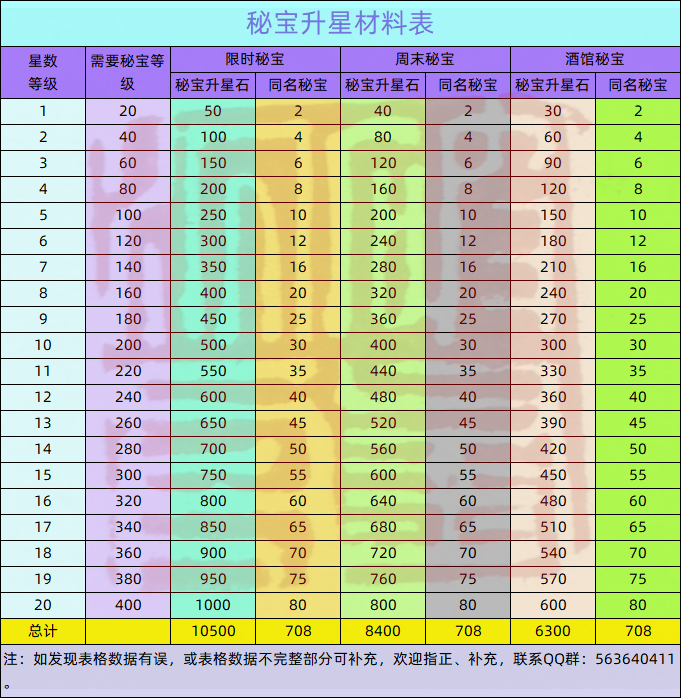 秘宝升星材料表
星数等级 需要秘宝等级 限时秘宝 周末秘宝 酒馆秘宝
秘宝升星石 同名秘宝 秘宝升星石 同名秘宝 秘宝升星石 同名秘宝
1 20 50 2 40 2 30 2
2 40 100 4 80 4 60 4
3 60 150 6 120 6 90 6
4 80 200 8 160 8 120 8
5 100 250 10 200 10 150 10
6 120 300 12 240 12 180 12
7 140 350 16 280 16 210 16
8 160 400 20 320 20 240 20
9 180 450 25 360 25 270 25
10 200 500 30 400 30 300 30
11 220 550 35 440 35 330 35
12 240 600 40 480 40 360 40
13 260 650 45 520 45 390 45
14 280 700 50 560 50 420 50
15 300 750 55 600 55 450 55
16 320 800 60 640 60 480 60
17 340 850 65 680 65 510 65
18 360 900 70 720 70 540 70
19 380 950 75 760 75 570 75
20 400 1000 80 800 80 600 80
总计 10500 708 8400 708 6300 708
注：如发现表格数据有误，或表格数据不完整部分可补充，欢迎指正、补充，联系QQ群：563640411
。